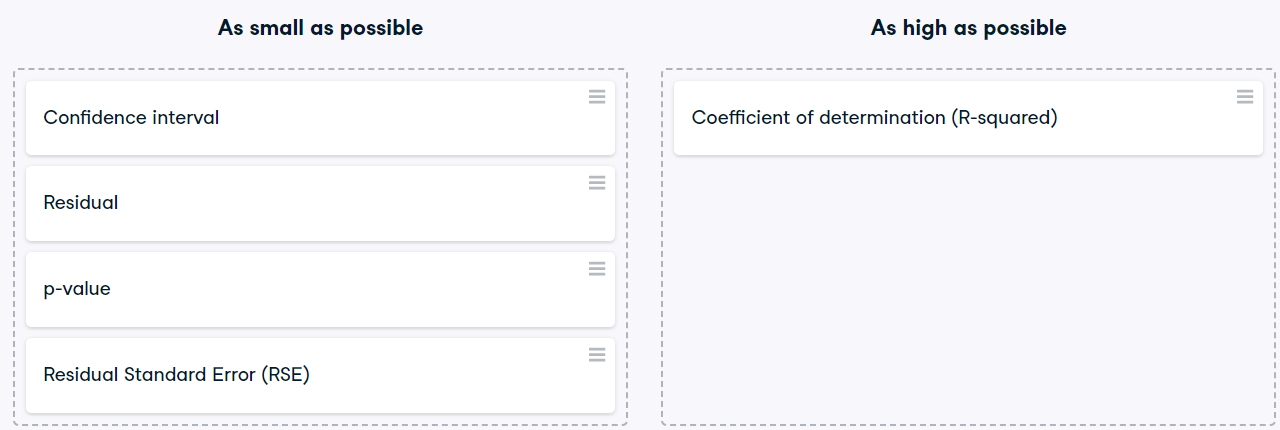 As small as possible
Confidence interval
Residual
p-value
Residual Standard Error (RSE)
As high as possible
Coefficient of determination (R-squared)